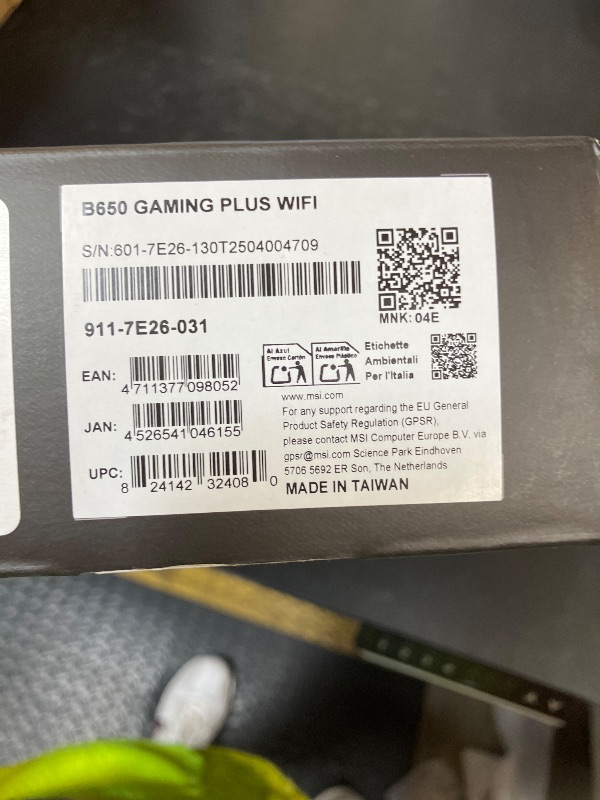 B650 GAMING PLUS WIFI
S/N:601-7E26-130T2504004709
MNK: 04E
911-7E26-031
EAN:
4 711377 098052
JAN:
4 526541 046155
UPC:
8 24142 32408 0
Al Azul
Envase Cartón
Al Amarillo
Envase Plástico
Etichette
Ambientali
Per l'Italia
www.msi.com
For any support regarding the EU General
Product Safety Regulation (GPSR),
please contact MSI Computer Europe B.V. via
gpsr@msi.com Science Park Eindhoven
5706 5692 ER Son, The Netherlands
MADE IN TAIWAN